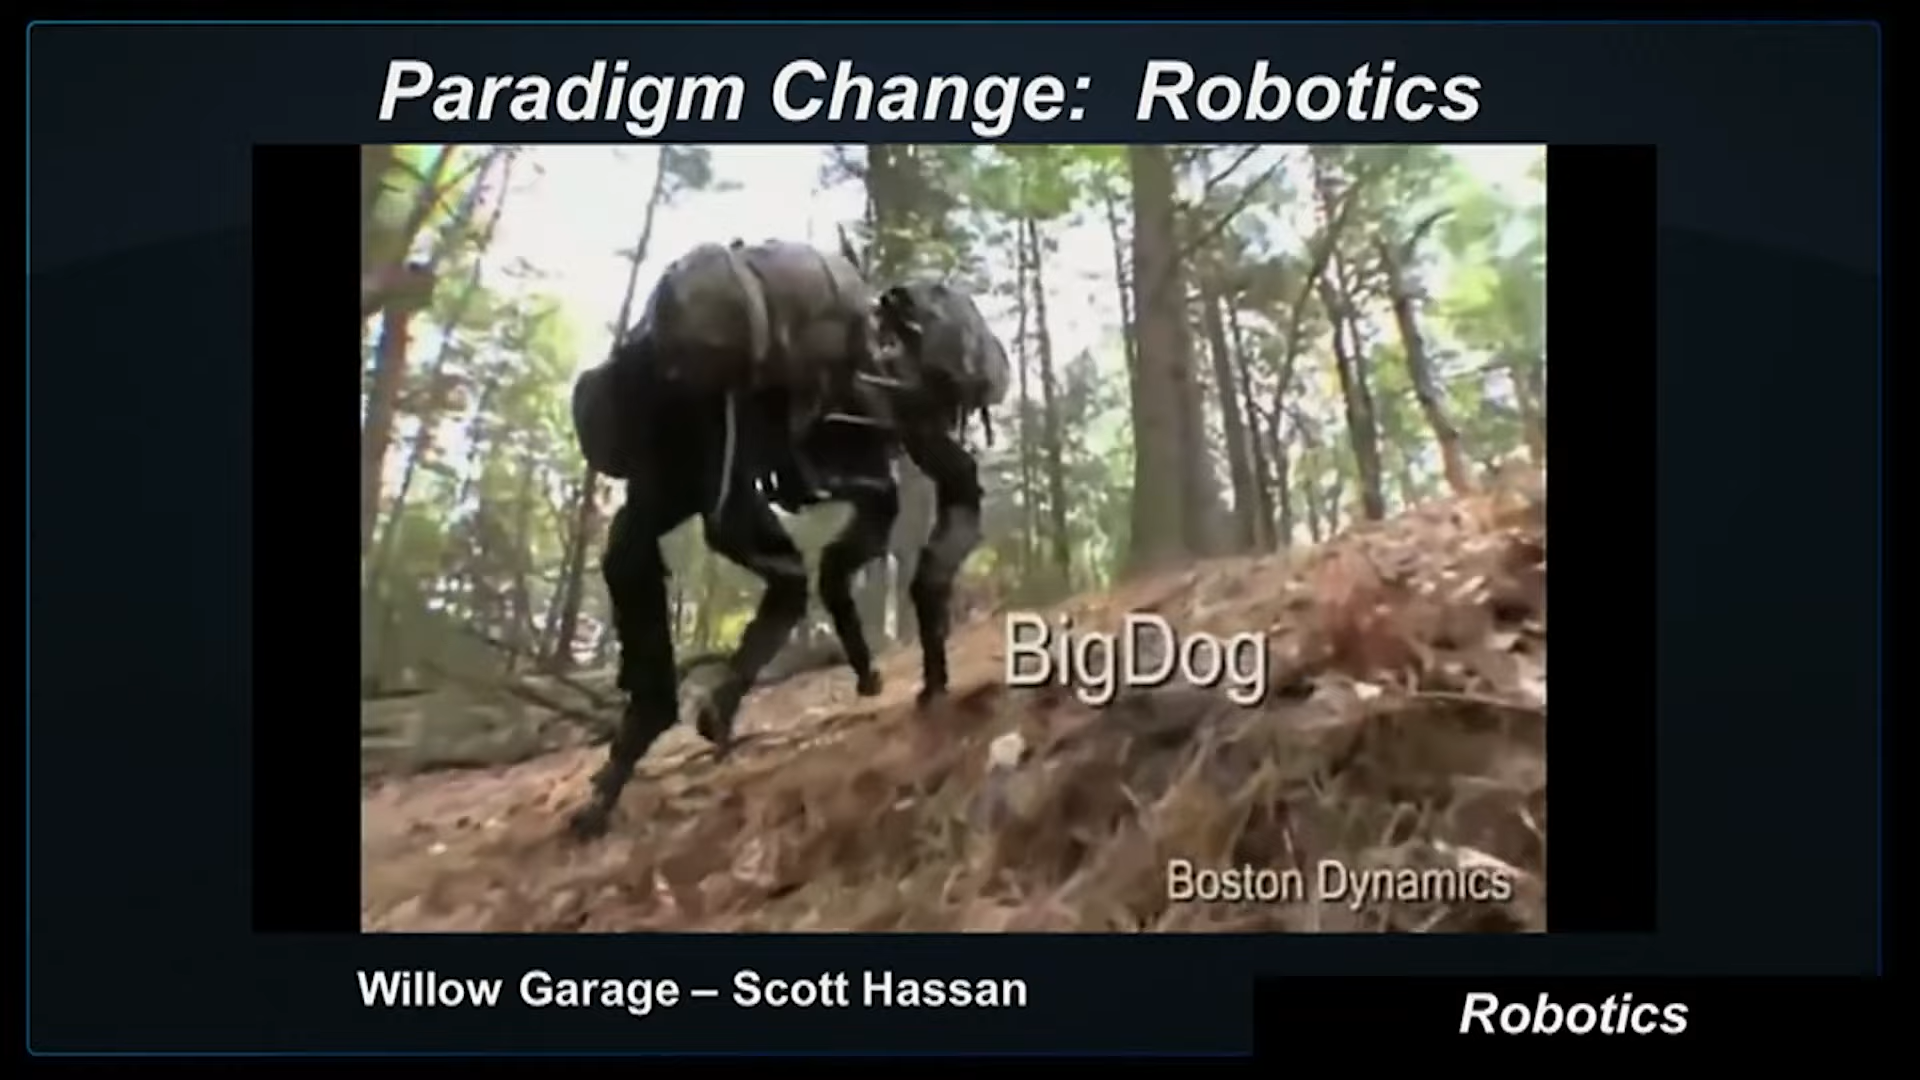 Paradigm Change: Robotics
BigDog
Boston Dynamics
Willow Garage – Scott Hassan
Robotics